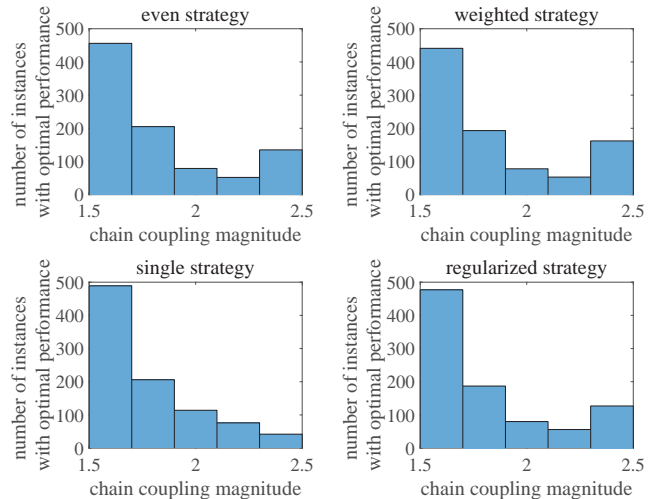 even strategy
500
400
300
200
100
0
1.5 2 2.5
chain coupling magnitude
number of instances
with optimal performance
weighted strategy
500
400
300
200
100
0
1.5 2 2.5
chain coupling magnitude
number of instances
with optimal performance
single strategy
500
400
300
200
100
0
1.5 2 2.5
chain coupling magnitude
number of instances
with optimal performance
regularized strategy
500
400
300
200
100
0
1.5 2 2.5
chain coupling magnitude
number of instances
with optimal performance